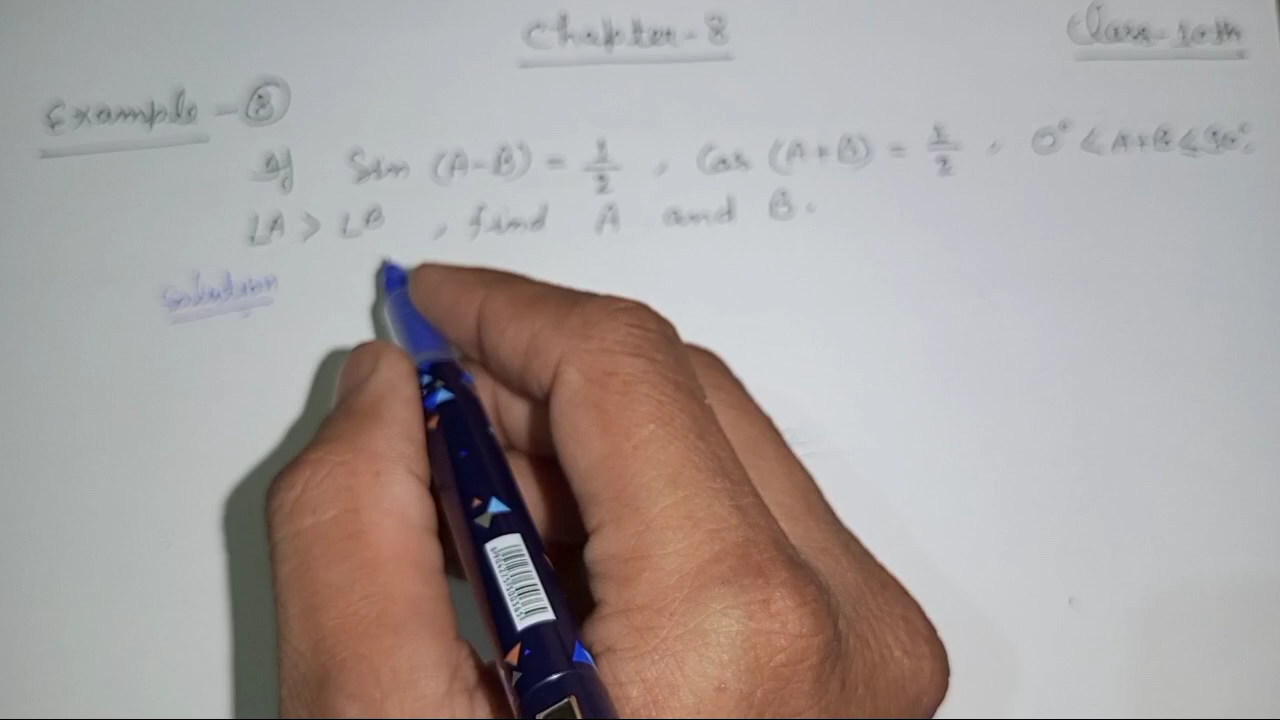 Chapter-8
Class-10th
Example-8
If Sin (A-B) = 1/2 , Cos (A+B) = 1/2 , 0° < A+B ≤ 90°,
∠A > ∠B , find A and B.
Solution